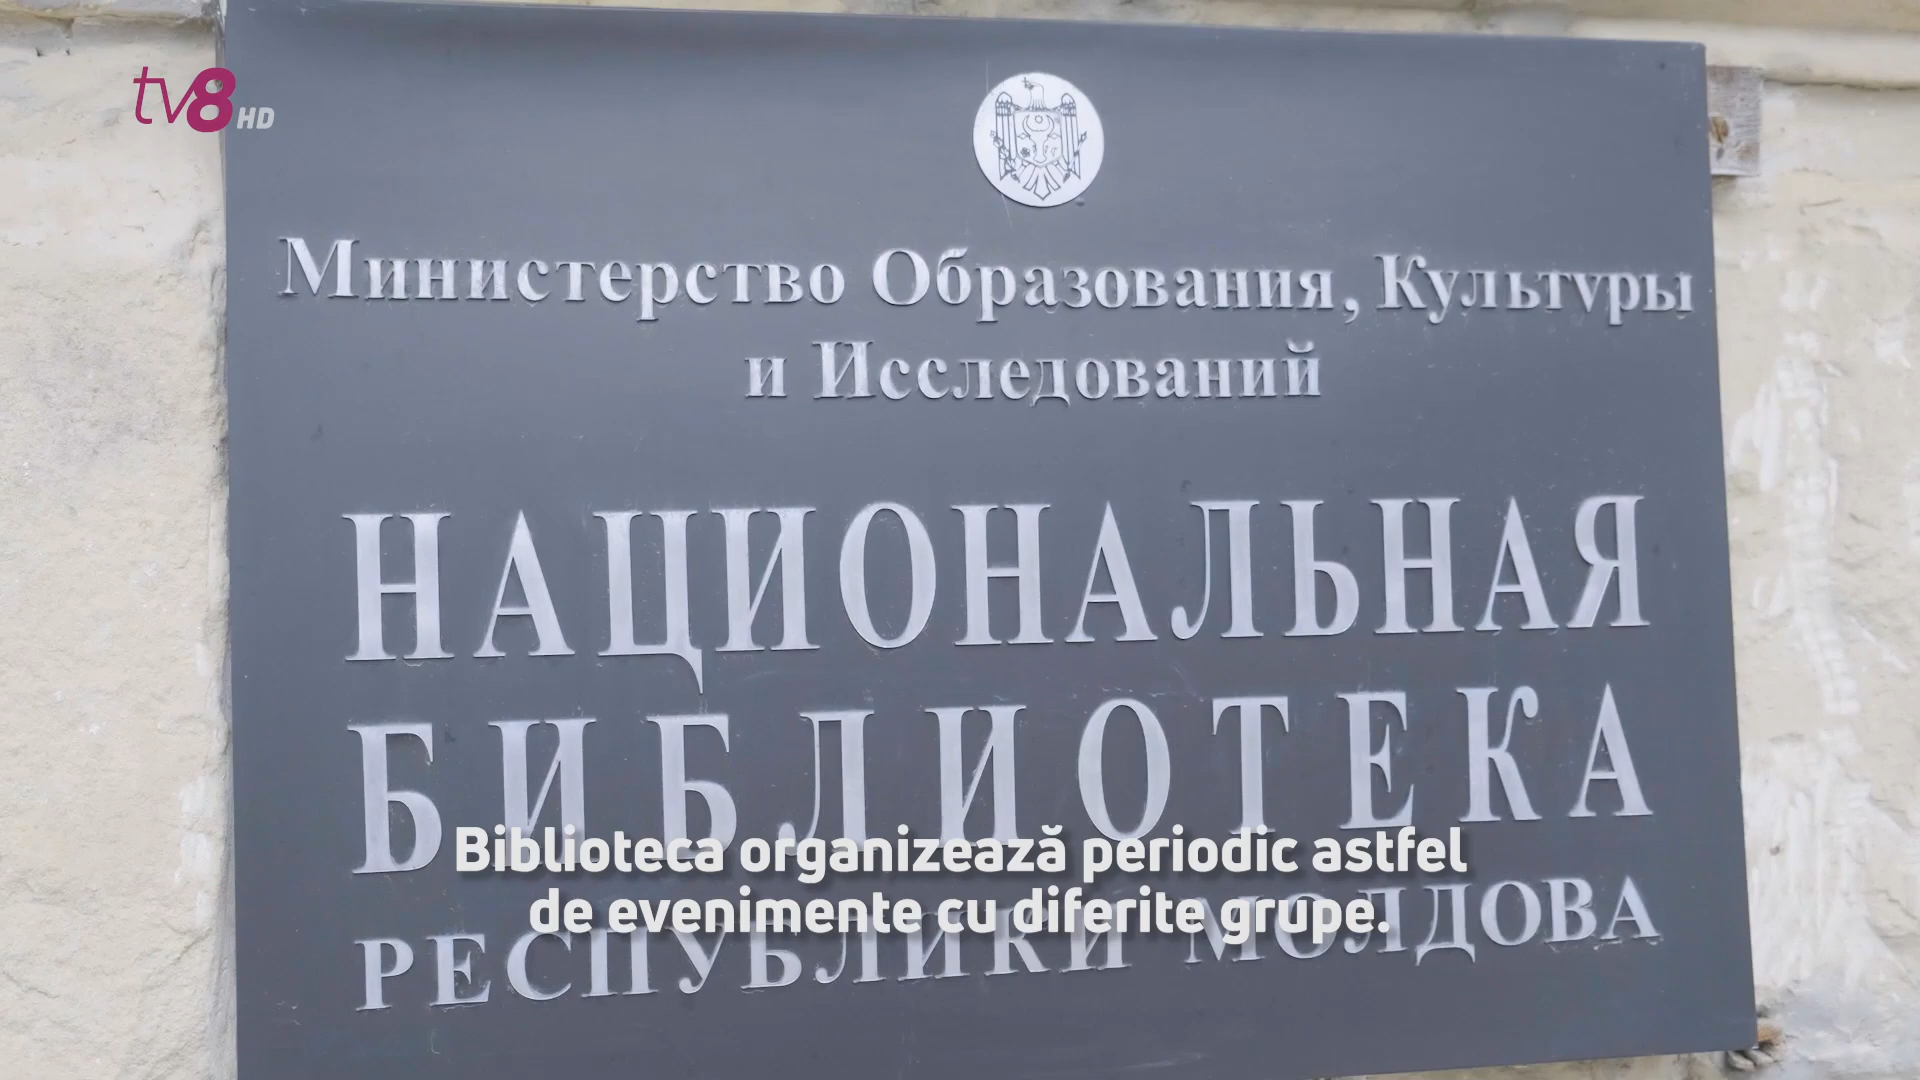 tv8 HD
Министерство Образования, Культуры
и Исследований
НАЦИОНАЛЬНАЯ
БИБЛИОТЕКА
РЕСПУБЛИКИ МОЛДОВА
Biblioteca organizează periodic astfel
de evenimente cu diferite grupe.